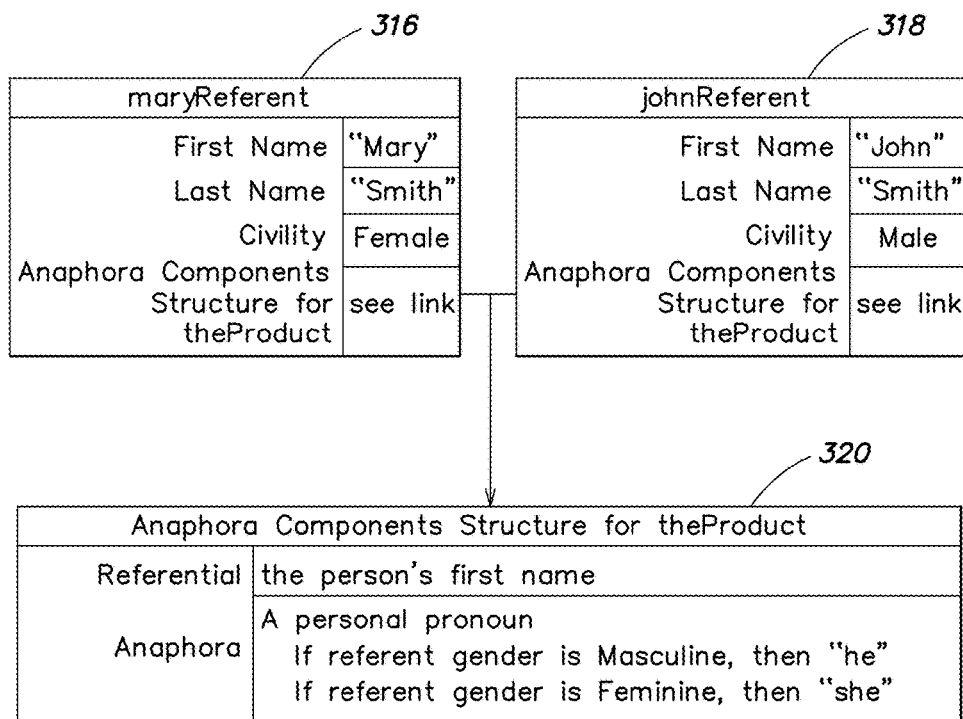 316
maryReferent
First Name "Mary"
Last Name "Smith"
Civility Female
Anaphora Components
Structure for see link
theProduct
318
johnReferent
First Name "John"
Last Name "Smith"
Civility Male
Anaphora Components
Structure for see link
theProduct
320
Anaphora Components Structure for theProduct
Referential the person's first name
Anaphora A personal pronoun
If referent gender is Masculine, then "he"
If referent gender is Feminine, then "she"